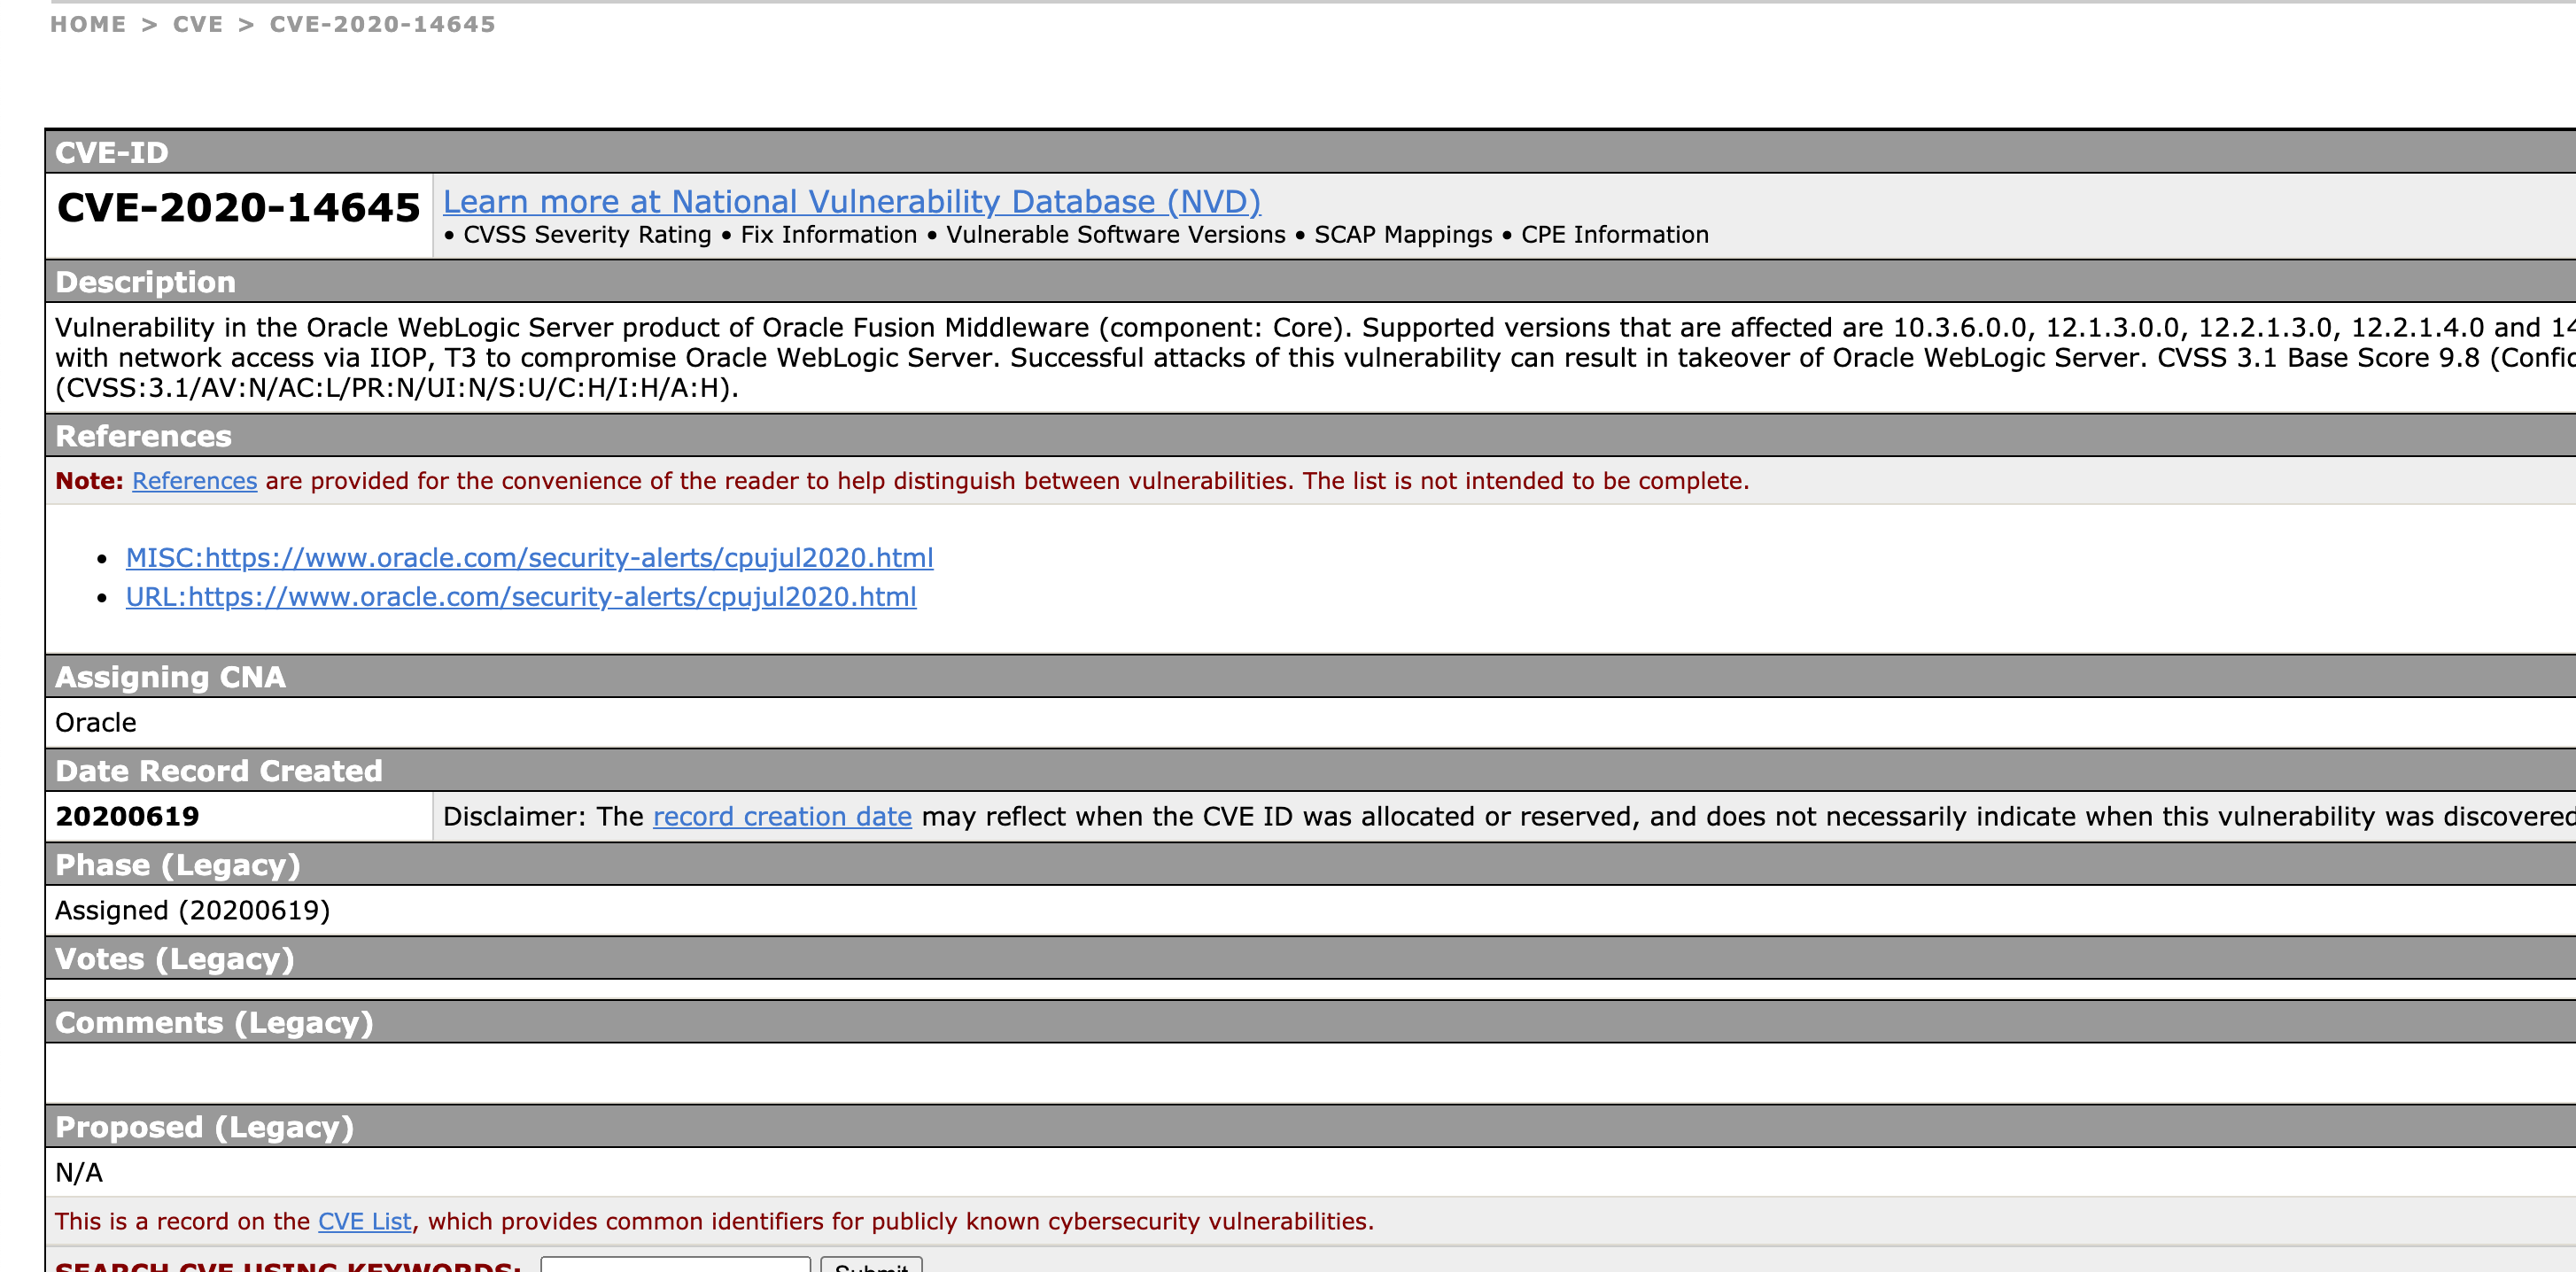 HOME > CVE > CVE-2020-14645
CVE-ID
CVE-2020-14645 Learn more at National Vulnerability Database (NVD)
• CVSS Severity Rating • Fix Information • Vulnerable Software Versions • SCAP Mappings • CPE Information
Description
Vulnerability in the Oracle WebLogic Server product of Oracle Fusion Middleware (component: Core). Supported versions that are affected are 10.3.6.0.0, 12.1.3.0.0, 12.2.1.3.0, 12.2.1.4.0 and 14
with network access via IIOP, T3 to compromise Oracle WebLogic Server. Successful attacks of this vulnerability can result in takeover of Oracle WebLogic Server. CVSS 3.1 Base Score 9.8
(CVSS:3.1/AV:N/AC:L/PR:N/UI:N/S:U/C:H/I:H/A:H).
References
Note: References are provided for the convenience of the reader to help distinguish between vulnerabilities. The list is not intended to be complete.
• MISC:https://www.oracle.com/security-alerts/cpujul2020.html
• URL:https://www.oracle.com/security-alerts/cpujul2020.html
Assigning CNA
Oracle
Date Record Created
20200619 Disclaimer: The record creation date may reflect when the CVE ID was allocated or reserved, and does not necessarily indicate when this vulnerability was discovered
Phase (Legacy)
Assigned (20200619)
Votes (Legacy)
Comments (Legacy)
Proposed (Legacy)
N/A
This is a record on the CVE List, which provides common identifiers for publicly known cybersecurity vulnerabilities.
SEARCH CVE USING KEYWORDS: Submit